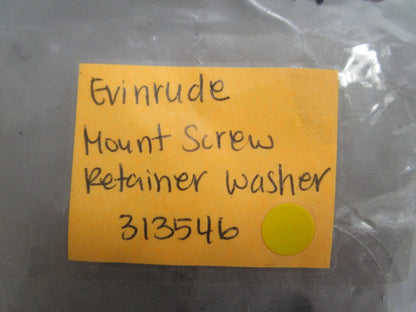 Evinrude
Mount Screw
Retainer Washer
313546